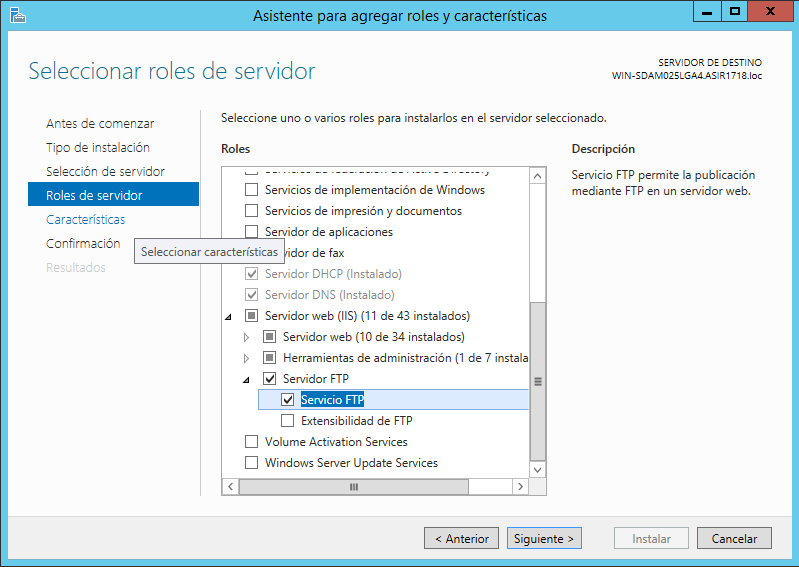 Asistente para agregar roles y características
Seleccionar roles de servidor
SERVIDOR DE DESTINO
WIN-SDAM025LGA4.ASIR1718.loc
Antes de comenzar
Tipo de instalación
Selección de servidor
Roles de servidor
Características
Confirmación
Resultados
Seleccionar características
Seleccione uno o varios roles para instalarlos en el servidor seleccionado.
Roles
Servicios de federación de Active Directory
Servicios de implementación de Windows
Servicios de impresión y documentos
Servidor de aplicaciones
vidor de fax
Servidor DHCP (Instalado)
Servidor DNS (Instalado)
Servidor web (IIS) (11 de 43 instalados)
Servidor web (10 de 34 instalados)
Herramientas de administración (1 de 7 instala
Servidor FTP
Servicio FTP
Extensibilidad de FTP
Volume Activation Services
Windows Server Update Services
Descripción
Servicio FTP permite la publicación
mediante FTP en un servidor web.
< Anterior
Siguiente >
Instalar
Cancelar